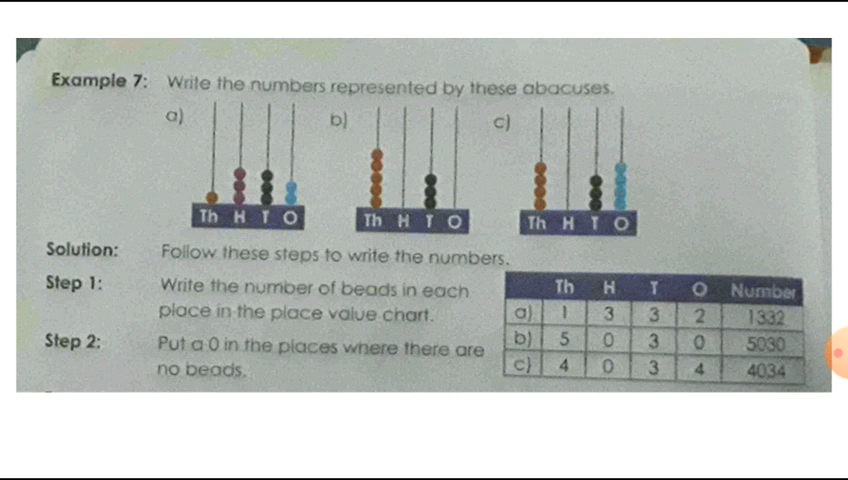 Example 7: Write the numbers represented by these abacuses.
a) b) c)
Th H T O Th H T O Th H T O
Solution: Follow these steps to write the numbers.
Step 1: Write the number of beads in each
place in the place value chart.
Step 2: Put a 0 in the places where there are
no beads.
Th H T O Number
a) 1 3 3 2 1332
b) 5 0 3 0 5030
c) 4 0 3 4 4034